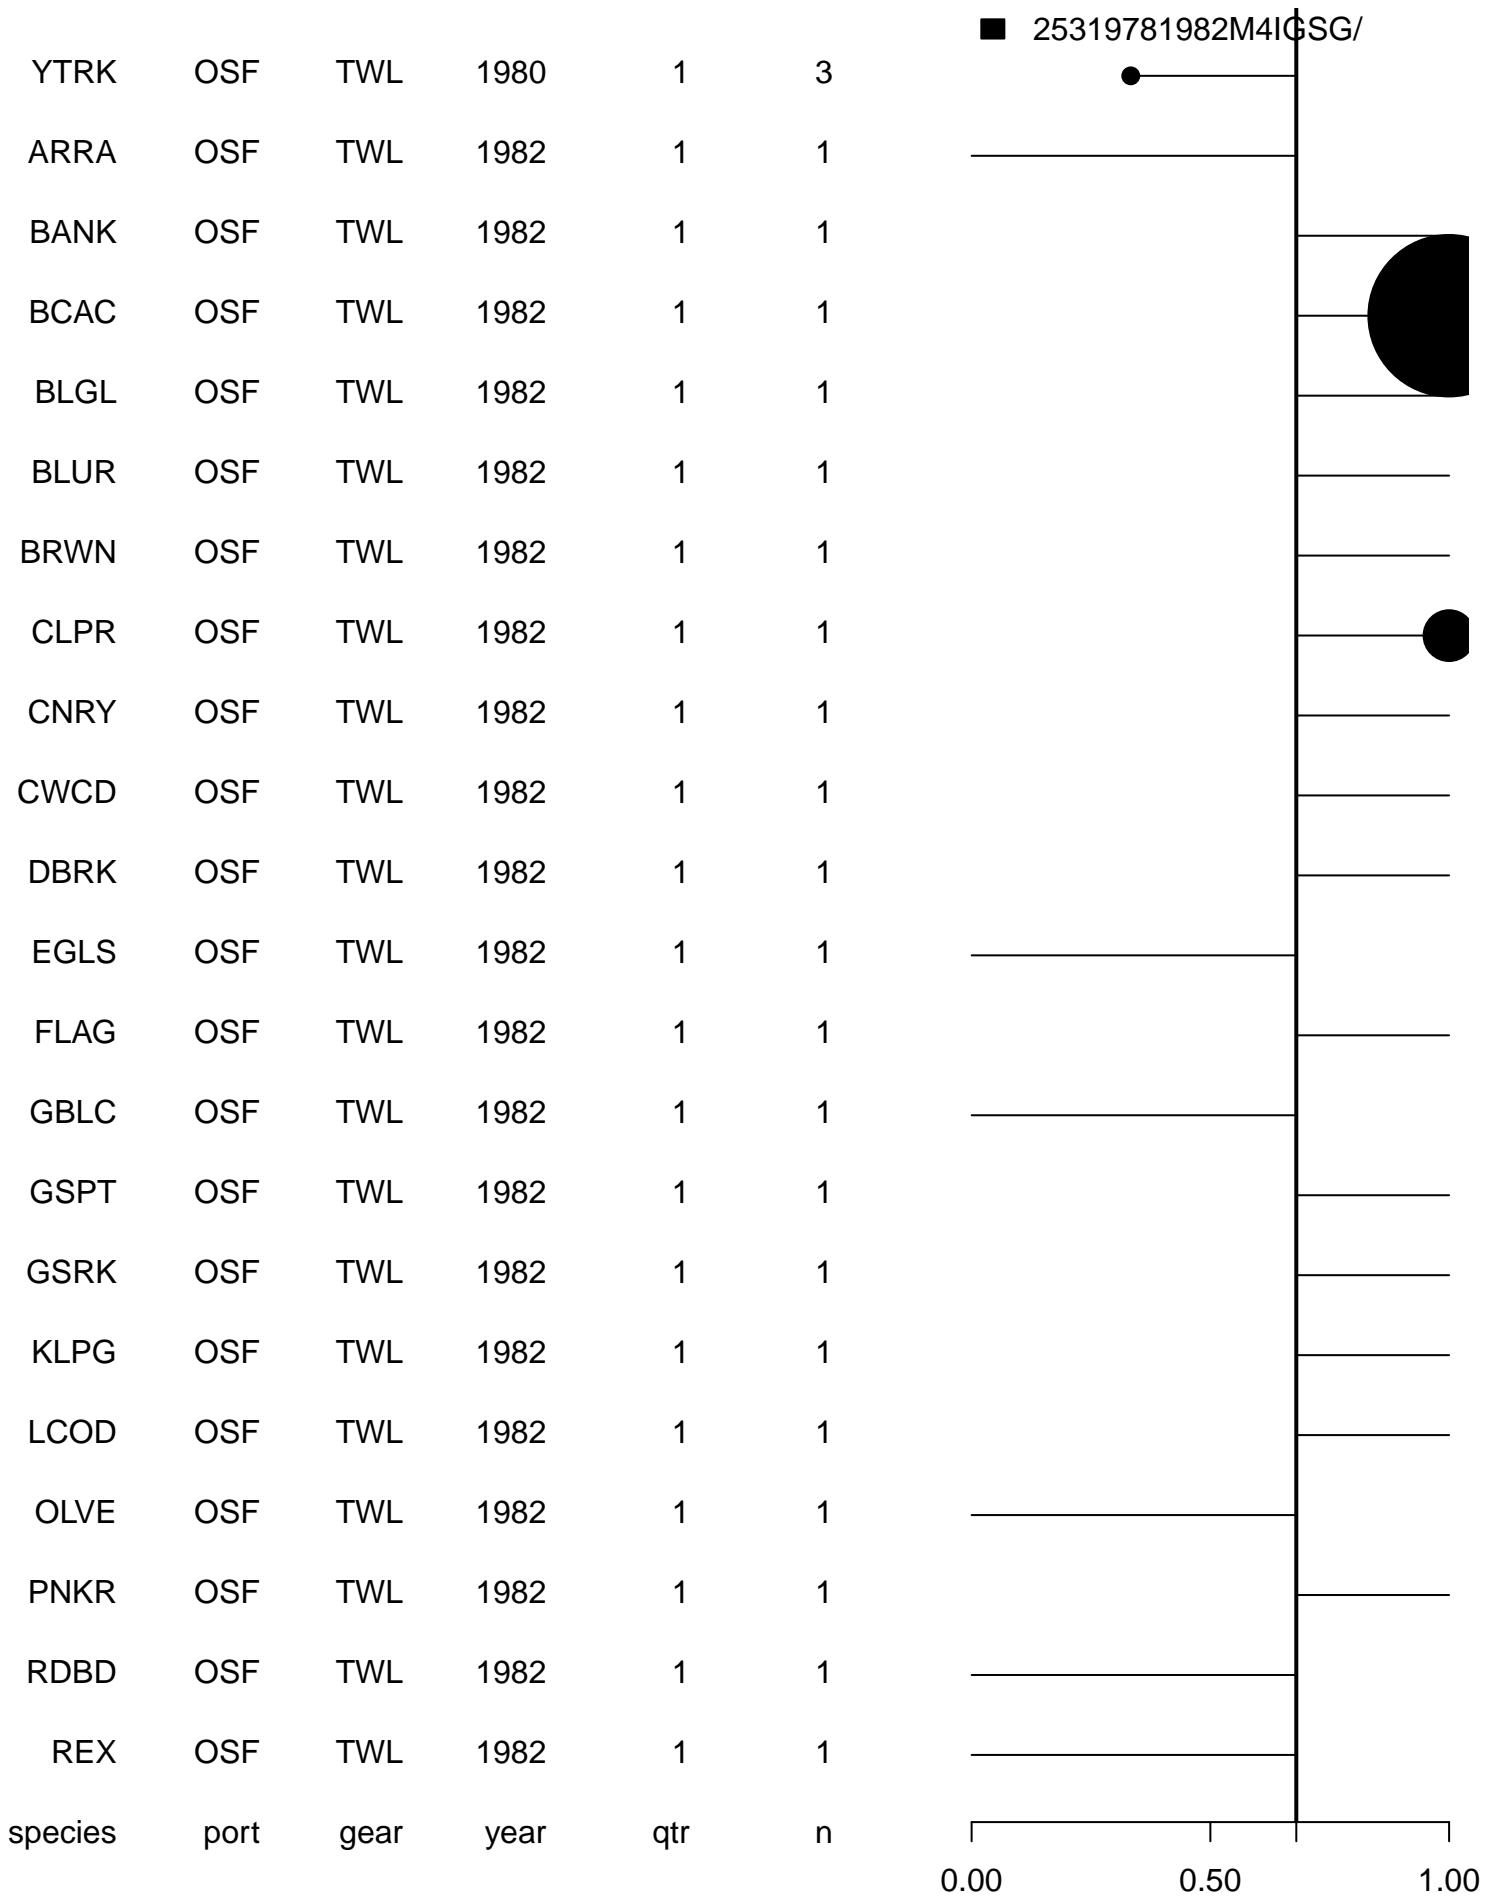 25319781982M4IGSG/
YTRK OSF TWL 1980 1 3
ARRA OSF TWL 1982 1 1
BANK OSF TWL 1982 1 1
BCAC OSF TWL 1982 1 1
BLGL OSF TWL 1982 1 1
BLUR OSF TWL 1982 1 1
BRWN OSF TWL 1982 1 1
CLPR OSF TWL 1982 1 1
CNRY OSF TWL 1982 1 1
CWCD OSF TWL 1982 1 1
DBRK OSF TWL 1982 1 1
EGLS OSF TWL 1982 1 1
FLAG OSF TWL 1982 1 1
GBLC OSF TWL 1982 1 1
GSPT OSF TWL 1982 1 1
GSRK OSF TWL 1982 1 1
KLPG OSF TWL 1982 1 1
LCOD OSF TWL 1982 1 1
OLVE OSF TWL 1982 1 1
PNKR OSF TWL 1982 1 1
RDBD OSF TWL 1982 1 1
REX OSF TWL 1982 1 1
species port gear year qtr n
0.00 0.50 1.00